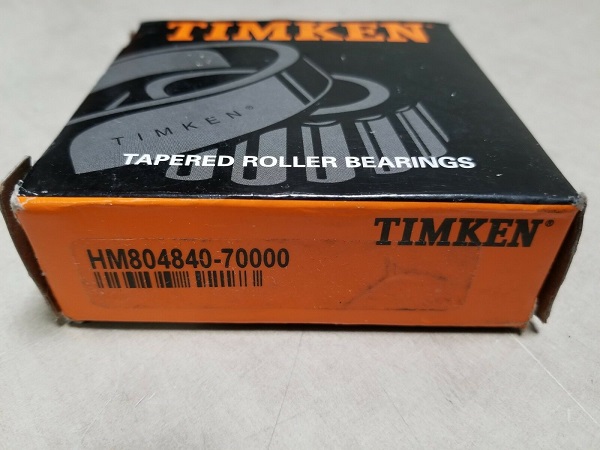 TIMKEN
TIMKEN®
TAPERED ROLLER BEARINGS
TIMKEN®
HM804840-70000